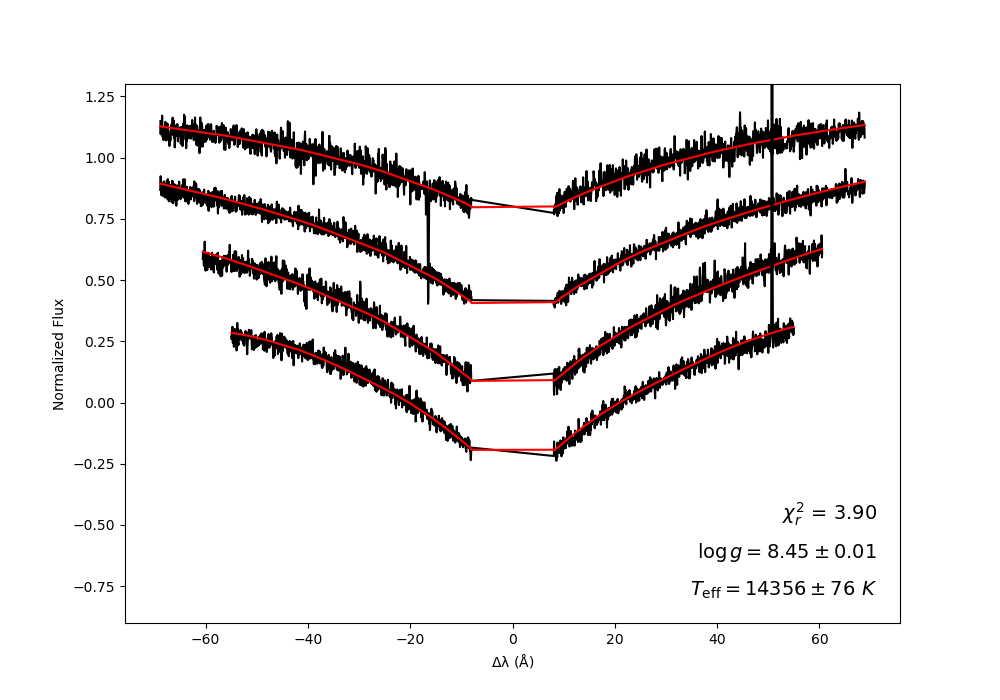 1.25
1.00
0.75
0.50
0.25
0.00
−0.25
−0.50
−0.75
Normalized Flux
χ²ᵣ = 3.90
log g = 8.45 ± 0.01
T_eff = 14356 ± 76 K
−60 −40 −20 0 20 40 60
Δλ (Å)